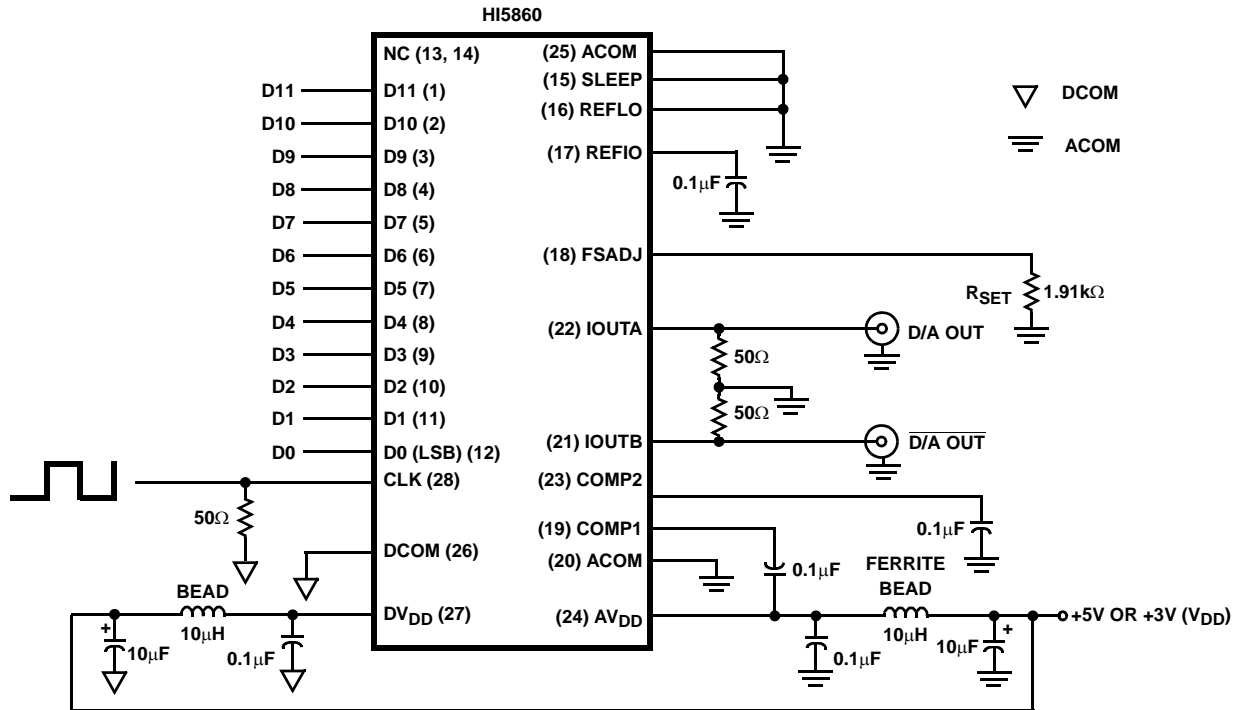 HI5860
NC (13, 14)
(25) ACOM
D11
D11 (1)
(15) SLEEP
DCOM
D10
D10 (2)
(16) REFLO
ACOM
D9
D9 (3)
(17) REFIO
0.1µF
D8
D8 (4)
D7
D7 (5)
D6
D6 (6)
(18) FSADJ
D5
D5 (7)
RSET
1.91kΩ
D4
D4 (8)
(22) IOUTA
D/A OUT
D3
D3 (9)
50Ω
D2
D2 (10)
50Ω
D1
D1 (11)
(21) IOUTB
D/A OUT
D0
D0 (LSB) (12)
CLK (28)
(23) COMP2
50Ω
(19) COMP1
0.1µF
DCOM (26)
(20) ACOM
0.1µF
FERRITE
BEAD
BEAD
DVDD (27)
(24) AVDD
+5V OR +3V (VDD)
+
10µH
10µF
0.1µF
10µH
+
10µF
0.1µF